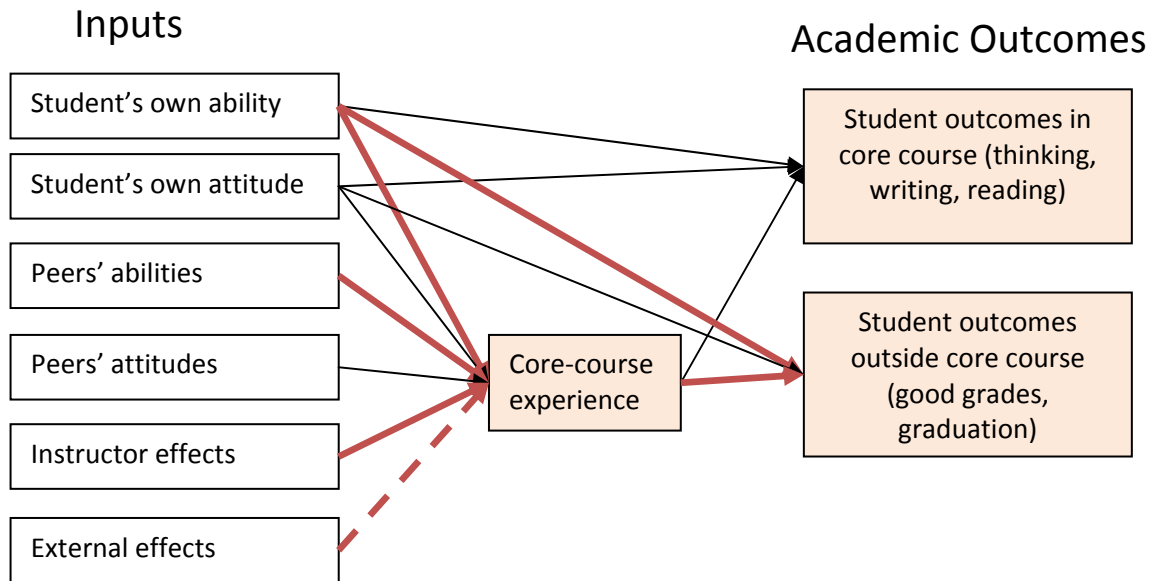 Inputs
Academic Outcomes
Student’s own ability
Student’s own attitude
Peers’ abilities
Peers’ attitudes
Instructor effects
External effects
Core-course
experience
Student outcomes in
core course (thinking,
writing, reading)
Student outcomes
outside core course
(good grades,
graduation)